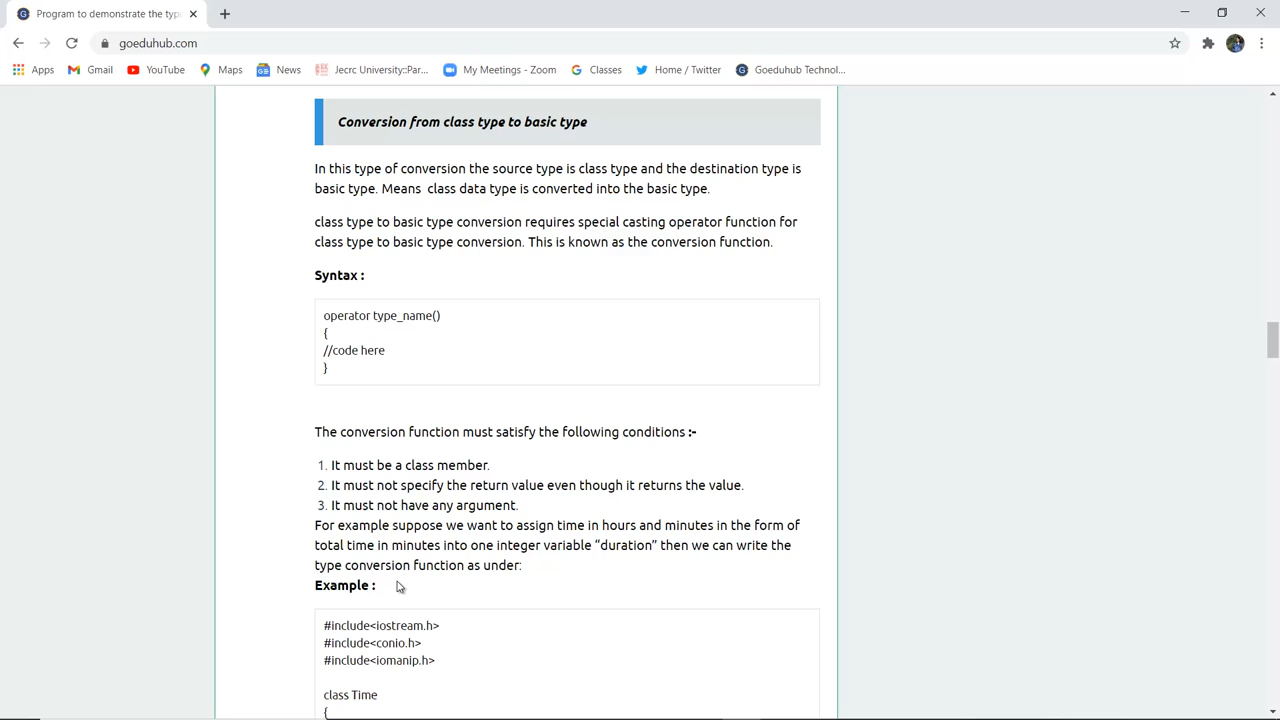 Program to demonstrate the typ
goeduhub.com
Apps Gmail YouTube Maps News Jecrc University::Par... My Meetings - Zoom Classes Home / Twitter Goeduhub Technol...
Conversion from class type to basic type
In this type of conversion the source type is class type and the destination type is
basic type. Means class data type is converted into the basic type.
class type to basic type conversion requires special casting operator function for
class type to basic type conversion. This is known as the conversion function.
Syntax :
operator type_name()
{
//code here
}
The conversion function must satisfy the following conditions :-
1. It must be a class member.
2. It must not specify the return value even though it returns the value.
3. It must not have any argument.
For example suppose we want to assign time in hours and minutes in the form of
total time in minutes into one integer variable “duration” then we can write the
type conversion function as under:
Example :
#include<iostream.h>
#include<conio.h>
#include<iomanip.h>
class Time
{